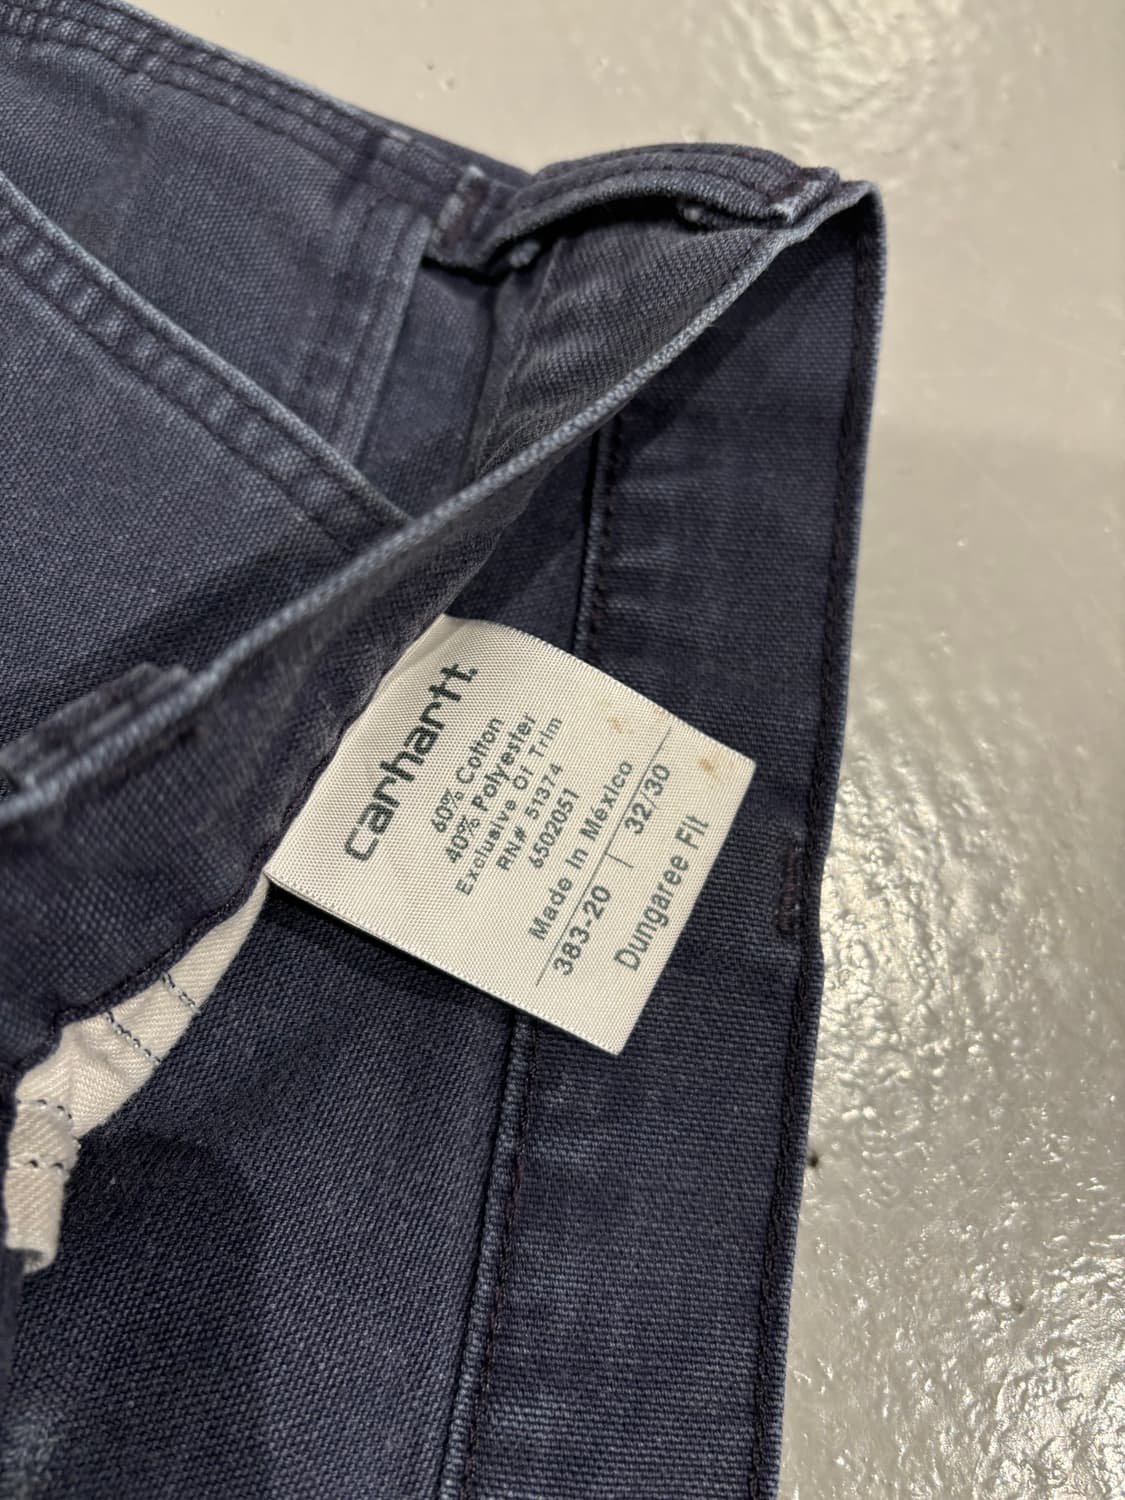 carhartt.
60% Cotton
40% Polyester
Exclusive Of Trim
RN# 51374
6502051
Made In México
383-20 | 32/30
Dungaree Fit